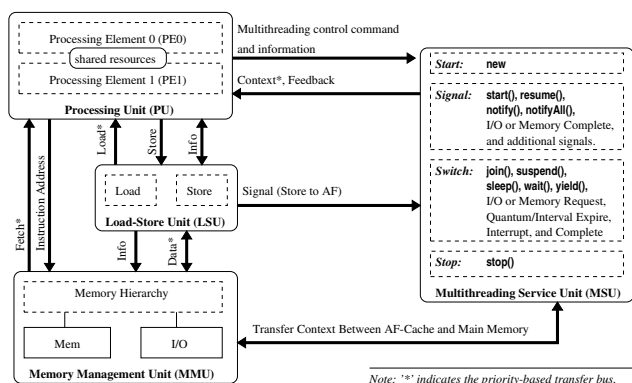 Processing Element 0 (PE0)
shared resources
Processing Element 1 (PE1)
Processing Unit (PU)
Multithreading control command
and information
Context*, Feedback
Start: new
Signal: start(), resume(),
notify(), notifyAll(),
I/O or Memory Complete,
and additional signals.
Switch: join(), suspend(),
sleep(), wait(), yield(),
I/O or Memory Request,
Quantum/Interval Expire,
Interrupt, and Complete
Stop: stop()
Multithreading Service Unit (MSU)
Fetch*
Instruction Address
Load*
Store
Info
Load
Store
Load-Store Unit (LSU)
Signal (Store to AF)
Info
Data*
Memory Hierarchy
Mem
I/O
Memory Management Unit (MMU)
Transfer Context Between AF-Cache and Main Memory
Note: '*' indicates the priority-based transfer bus.